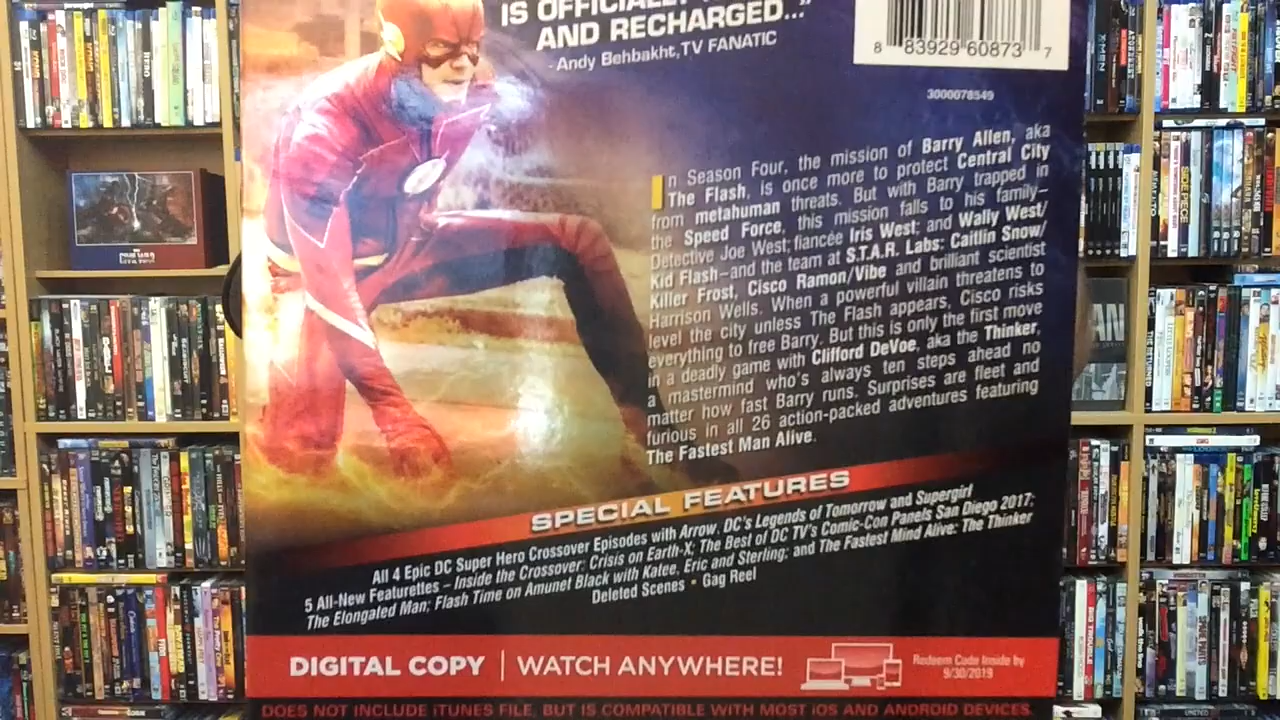 IS OFFICIALLY
AND RECHARGED..."
- Andy Behbakht, TV FANATIC
8 83929 60873 7
3000078549
In Season Four, the mission of Barry Allen, aka
The Flash, is once more to protect Central City
from metahuman threats. But with Barry trapped in
the Speed Force, this mission falls to his family–
Detective Joe West; fiancée Iris West; and Wally West/
Kid Flash–and the team at S.T.A.R. Labs: Caitlin Snow/
Killer Frost, Cisco Ramon/Vibe and brilliant scientist
Harrison Wells. When a powerful villain threatens to
level the city unless The Flash appears, Cisco risks
everything to free Barry. But this is only the first move
in a deadly game with Clifford DeVoe, aka the Thinker,
a mastermind who's always ten steps ahead no
matter how fast Barry runs. Surprises are fleet and
furious in all 26 action-packed adventures featuring
The Fastest Man Alive.
SPECIAL FEATURES
All 4 Epic DC Super Hero Crossover Episodes with Arrow, DC's Legends of Tomorrow and Supergirl
5 All-New Featurettes – Inside the Crossover: Crisis on Earth-X; The Best of DC TV's Comic-Con Panels San Diego 2017;
The Elongated Man; Flash Time on Amunet Black with Katee, Eric and Sterling; and The Fastest Mind Alive: The Thinker
Deleted Scenes • Gag Reel
DIGITAL COPY | WATCH ANYWHERE!
Redeem Code Inside by
9/30/2019
DOES NOT INCLUDE iTUNES FILE, BUT IS COMPATIBLE WITH MOST iOS AND ANDROID DEVICES.